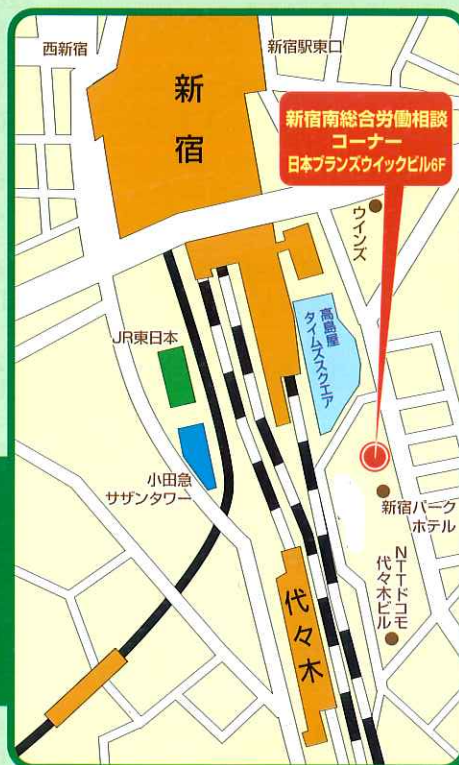 西新宿
新宿駅東口
新宿
新宿南総合労働相談
コーナー
日本ブランズウイックビル6F
ウインズ
高島屋
タイムズスクエア
JR東日本
小田急
サザンタワー
新宿パーク
ホテル
NTTドコモ
代々木ビル
代々木